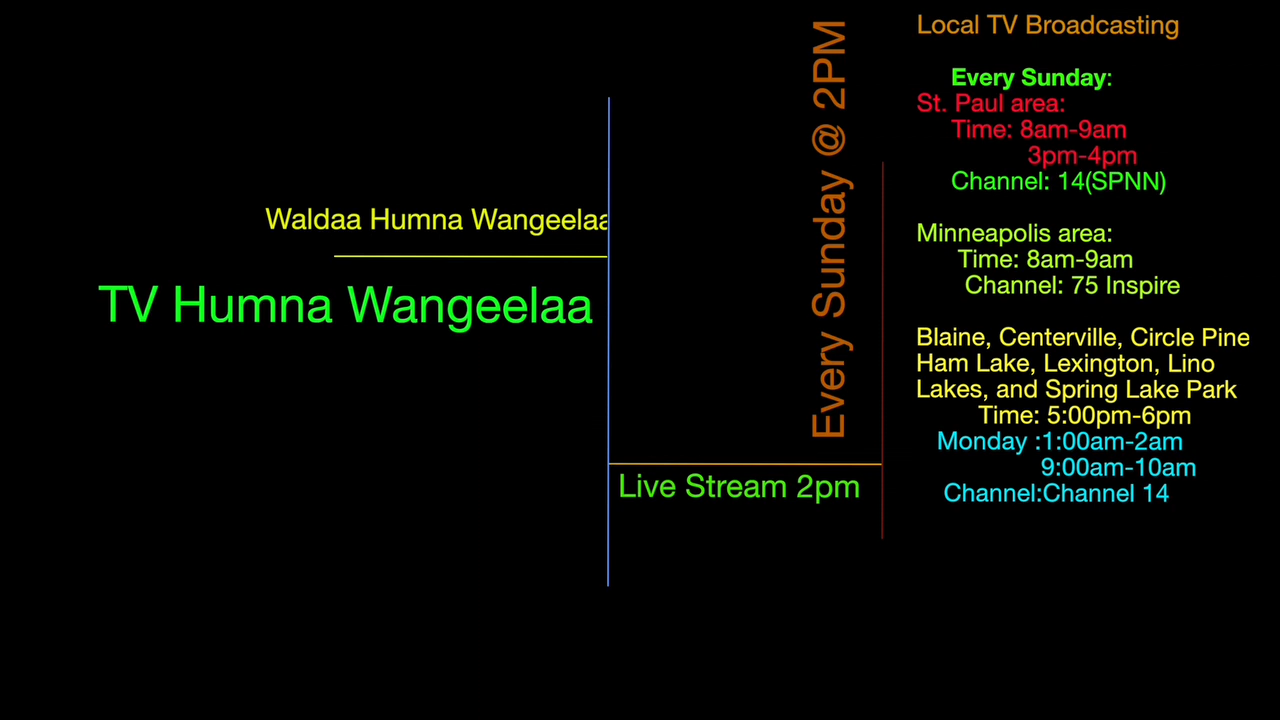 Waldaa Humna Wangeelaa
TV Humna Wangeelaa
Every Sunday @ 2PM
Live Stream 2pm
Local TV Broadcasting
Every Sunday:
St. Paul area:
Time: 8am-9am
3pm-4pm
Channel: 14(SPNN)
Minneapolis area:
Time: 8am-9am
Channel: 75 Inspire
Blaine, Centerville, Circle Pine
Ham Lake, Lexington, Lino
Lakes, and Spring Lake Park
Time: 5:00pm-6pm
Monday :1:00am-2am
9:00am-10am
Channel:Channel 14